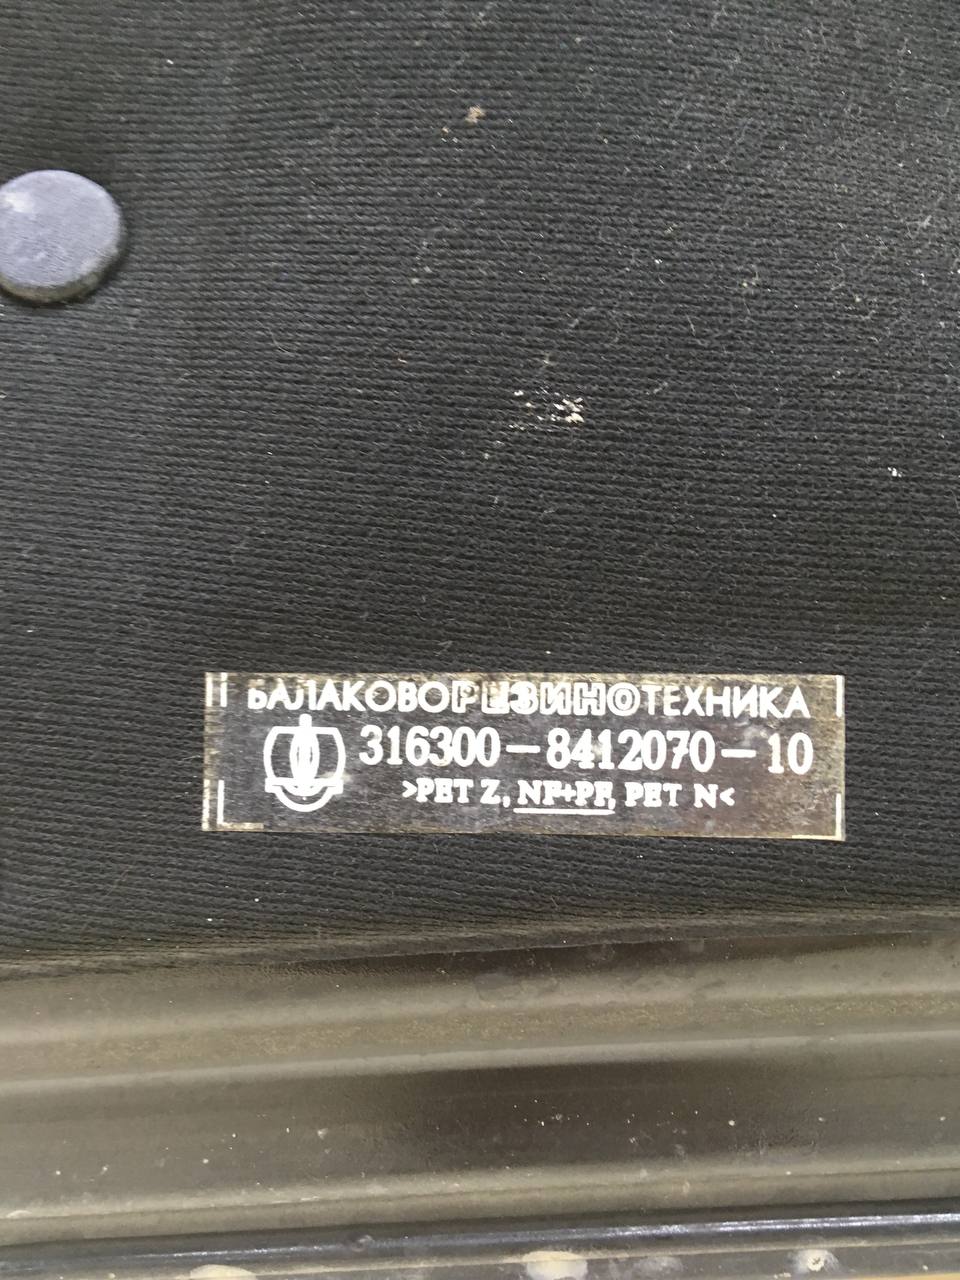 БАЛАКОВОРЕЗИНОТЕХНИКА
316300-8412070-10
>PET Z, NF+PF, PET N<